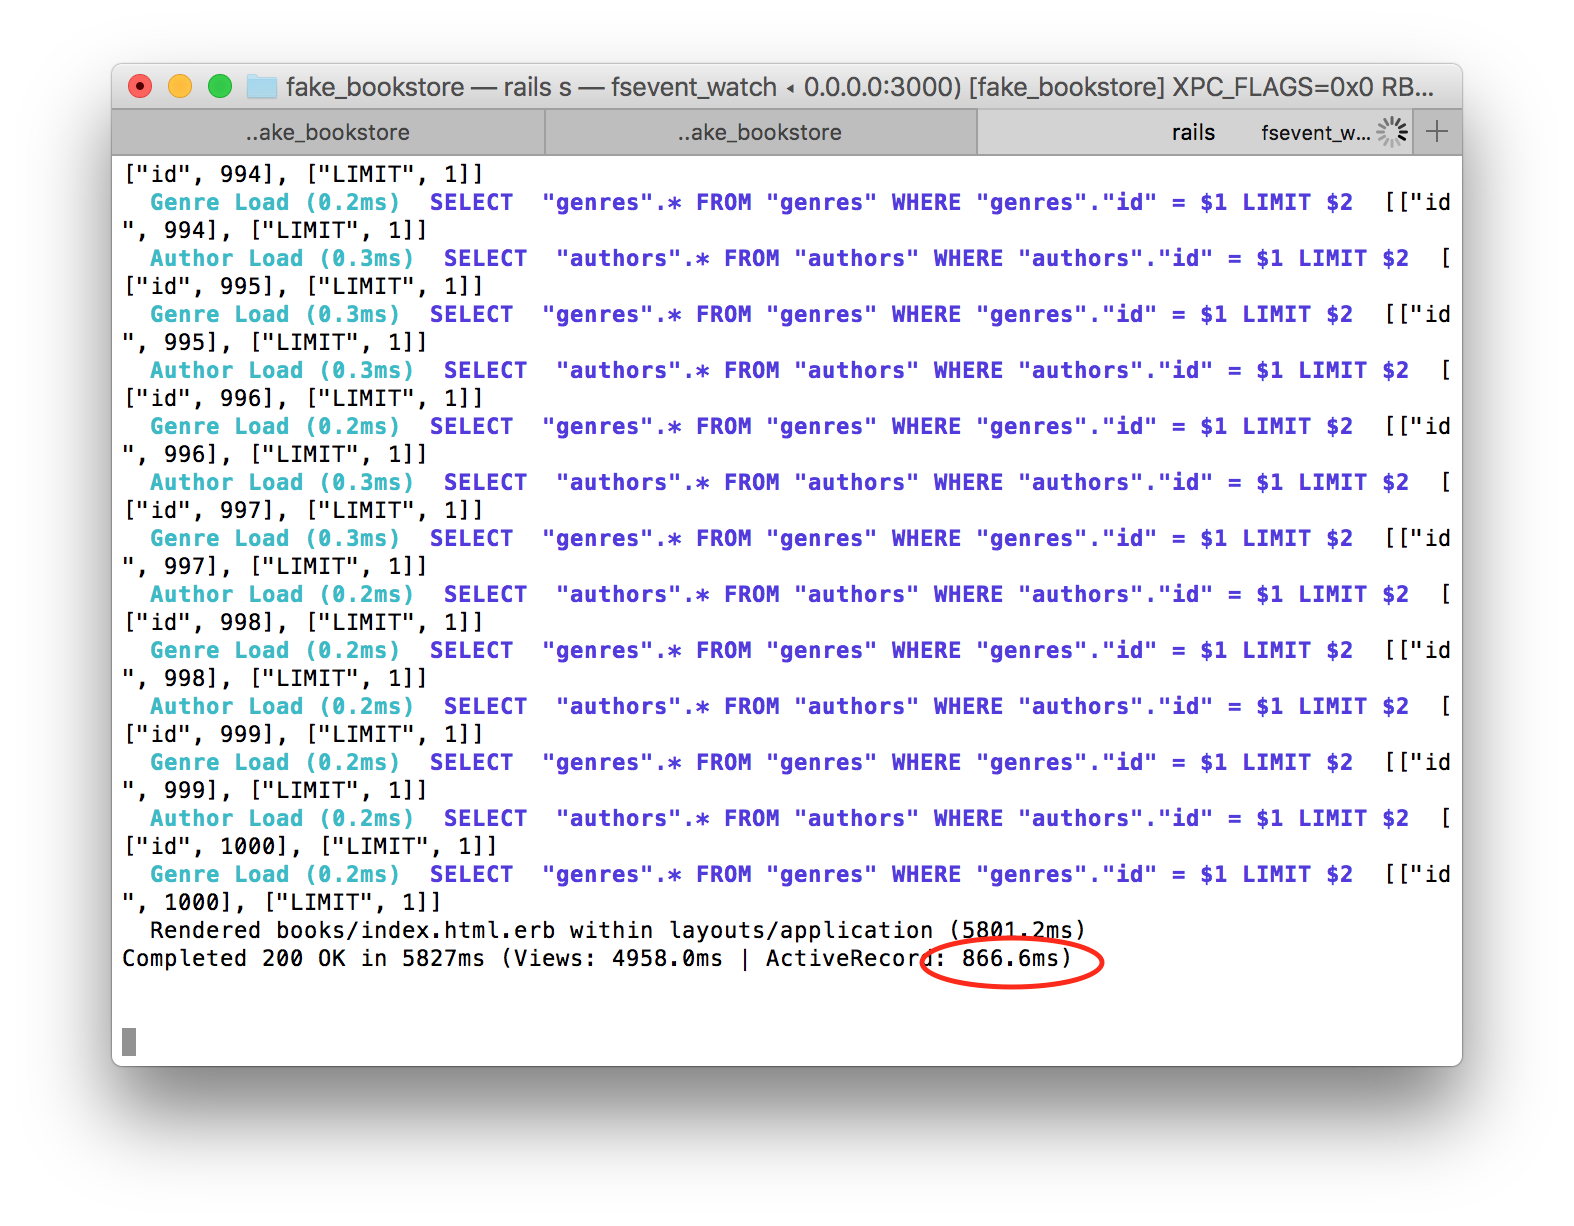 fake_bookstore — rails s — fsevent_watch ◂ 0.0.0.0:3000) [fake_bookstore] XPC_FLAGS=0x0 RB...
..ake_bookstore ..ake_bookstore rails fsevent_w... +
["id", 994], ["LIMIT", 1]]
  Genre Load (0.2ms)  SELECT  "genres".* FROM "genres" WHERE "genres"."id" = $1 LIMIT $2  [["id
", 994], ["LIMIT", 1]]
  Author Load (0.3ms)  SELECT  "authors".* FROM "authors" WHERE "authors"."id" = $1 LIMIT $2  [
["id", 995], ["LIMIT", 1]]
  Genre Load (0.3ms)  SELECT  "genres".* FROM "genres" WHERE "genres"."id" = $1 LIMIT $2  [["id
", 995], ["LIMIT", 1]]
  Author Load (0.3ms)  SELECT  "authors".* FROM "authors" WHERE "authors"."id" = $1 LIMIT $2  [
["id", 996], ["LIMIT", 1]]
  Genre Load (0.2ms)  SELECT  "genres".* FROM "genres" WHERE "genres"."id" = $1 LIMIT $2  [["id
", 996], ["LIMIT", 1]]
  Author Load (0.3ms)  SELECT  "authors".* FROM "authors" WHERE "authors"."id" = $1 LIMIT $2  [
["id", 997], ["LIMIT", 1]]
  Genre Load (0.3ms)  SELECT  "genres".* FROM "genres" WHERE "genres"."id" = $1 LIMIT $2  [["id
", 997], ["LIMIT", 1]]
  Author Load (0.2ms)  SELECT  "authors".* FROM "authors" WHERE "authors"."id" = $1 LIMIT $2  [
["id", 998], ["LIMIT", 1]]
  Genre Load (0.2ms)  SELECT  "genres".* FROM "genres" WHERE "genres"."id" = $1 LIMIT $2  [["id
", 998], ["LIMIT", 1]]
  Author Load (0.2ms)  SELECT  "authors".* FROM "authors" WHERE "authors"."id" = $1 LIMIT $2  [
["id", 999], ["LIMIT", 1]]
  Genre Load (0.2ms)  SELECT  "genres".* FROM "genres" WHERE "genres"."id" = $1 LIMIT $2  [["id
", 999], ["LIMIT", 1]]
  Author Load (0.2ms)  SELECT  "authors".* FROM "authors" WHERE "authors"."id" = $1 LIMIT $2  [
["id", 1000], ["LIMIT", 1]]
  Genre Load (0.2ms)  SELECT  "genres".* FROM "genres" WHERE "genres"."id" = $1 LIMIT $2  [["id
", 1000], ["LIMIT", 1]]
  Rendered books/index.html.erb within layouts/application (5801.2ms)
Completed 200 OK in 5827ms (Views: 4958.0ms | ActiveRecord: 866.6ms)